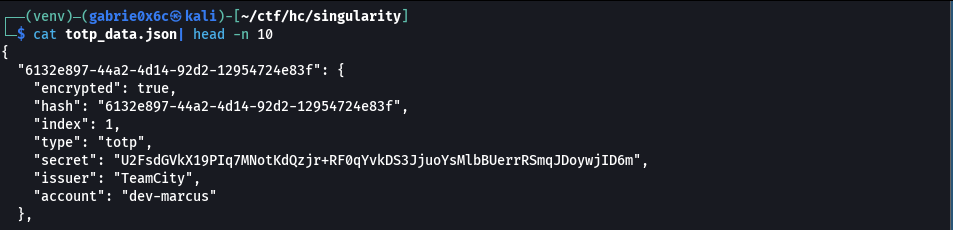 ┌──(venv)─(gabrie0x6c㉿kali)-[~/ctf/hc/singularity]
└─$ cat totp_data.json| head -n 10
{
  "6132e897-44a2-4d14-92d2-12954724e83f": {
    "encrypted": true,
    "hash": "6132e897-44a2-4d14-92d2-12954724e83f",
    "index": 1,
    "type": "totp",
    "secret": "U2FsdGVkX19PIq7MNotKdQzjr+RF0qYvkDS3JjuoYsMlbBUerrRSmqJDoywjID6m",
    "issuer": "TeamCity",
    "account": "dev-marcus"
  },